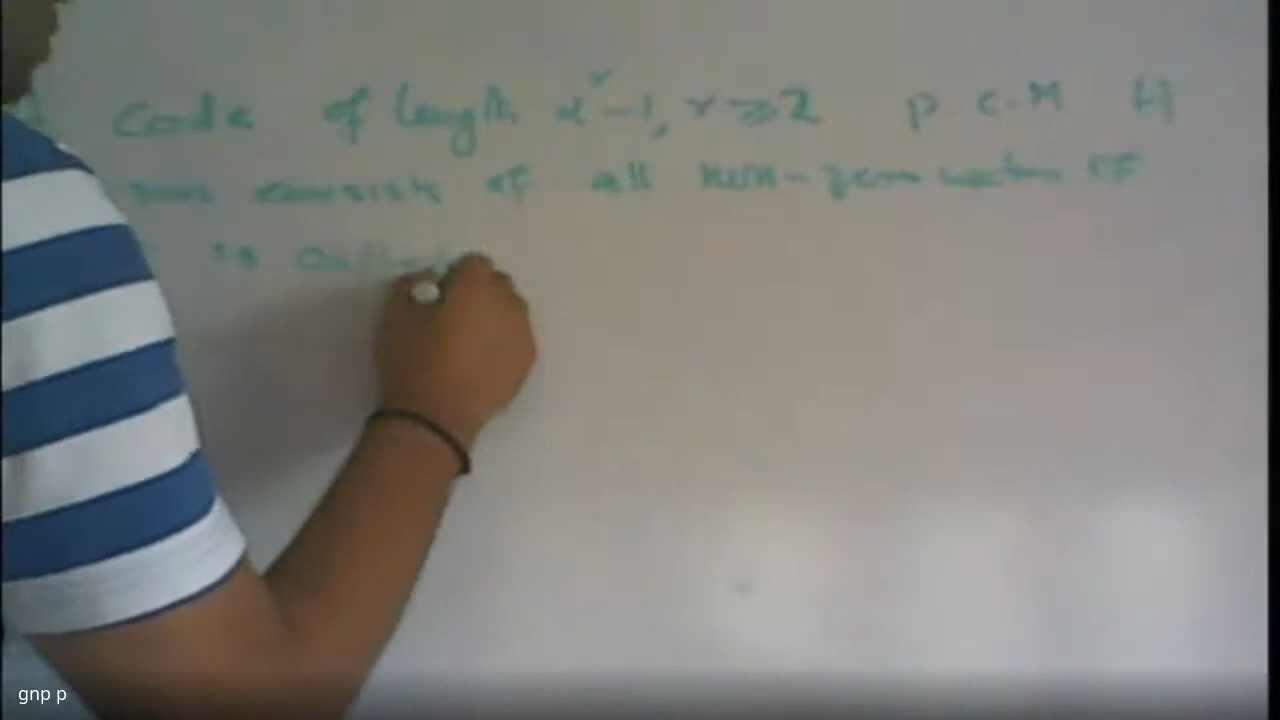 Code of length 2^r-1, r ≥ 2 P.C.M H
consists of all non-zero vectors of
is called
gnp p